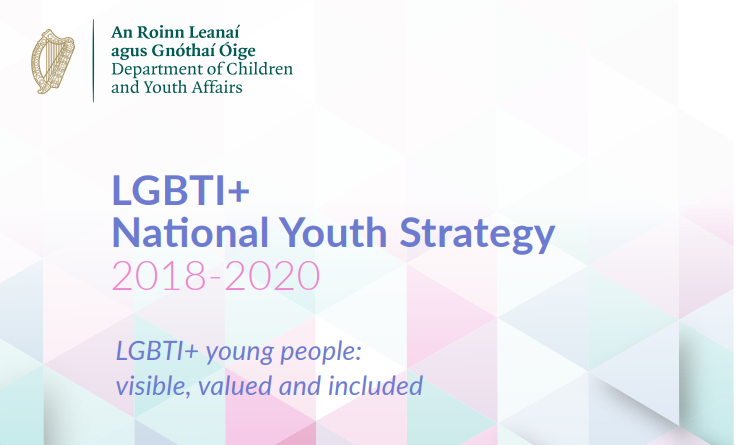 An Roinn Leanaí
agus Gnóthaí Óige
Department of Children
and Youth Affairs
LGBTI+
National Youth Strategy
2018-2020
LGBTI+ young people:
visible, valued and included